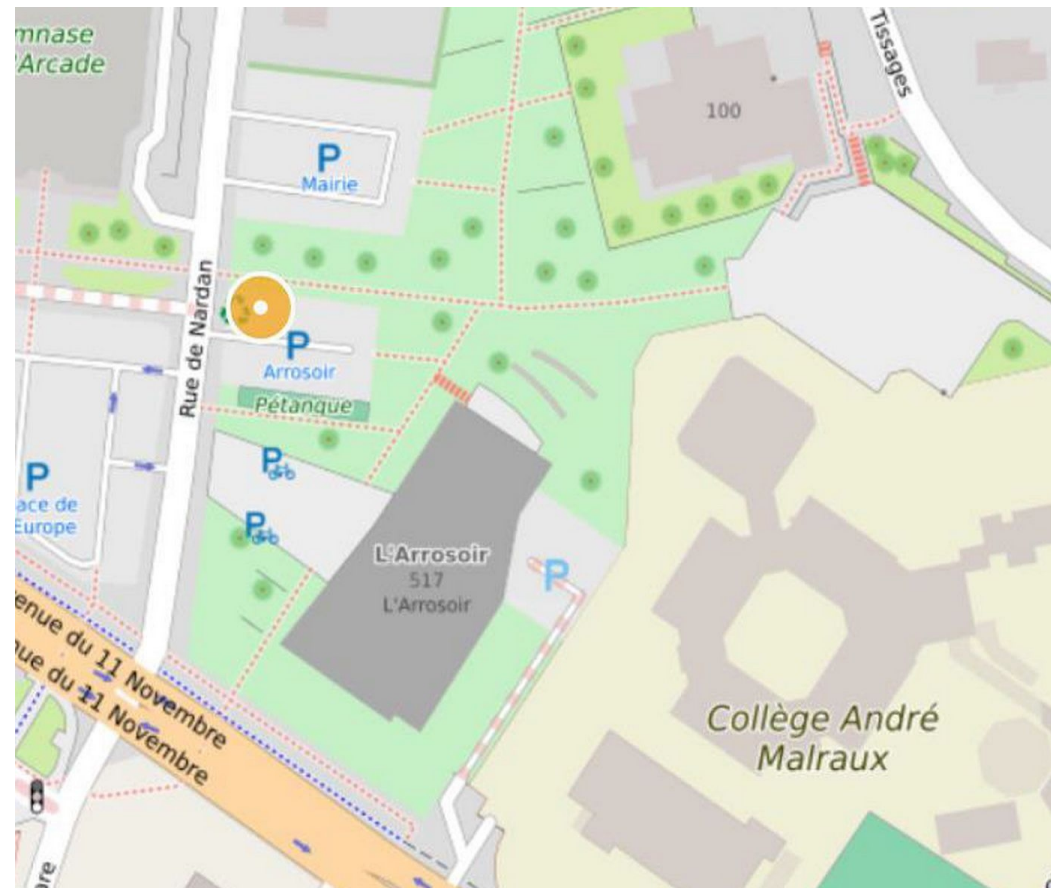 mnase
'Arcade
Tissages
100
P
Mairie
Rue de Nardan
P
Arrosoir
Pétanque
P
P
ace de
Europe
P
L'Arrosoir
517
L'Arrosoir
P
enue du 11 Novembre
nue du 11 Novembre
Collège André
Malraux
are